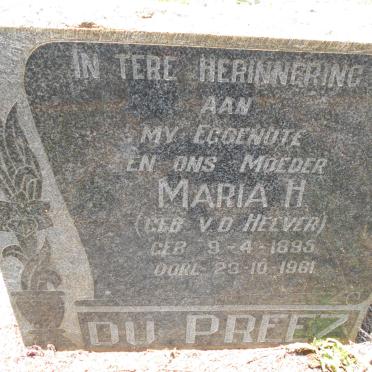 IN TERE HERINNERING
AAN
MY EGGENOTE
EN ONS MOEDER
MARIA H.
(GEB. V.D. HEEVER)
GEB. 9-4-1895
OORL. 23-10-1961
DU PREEZ